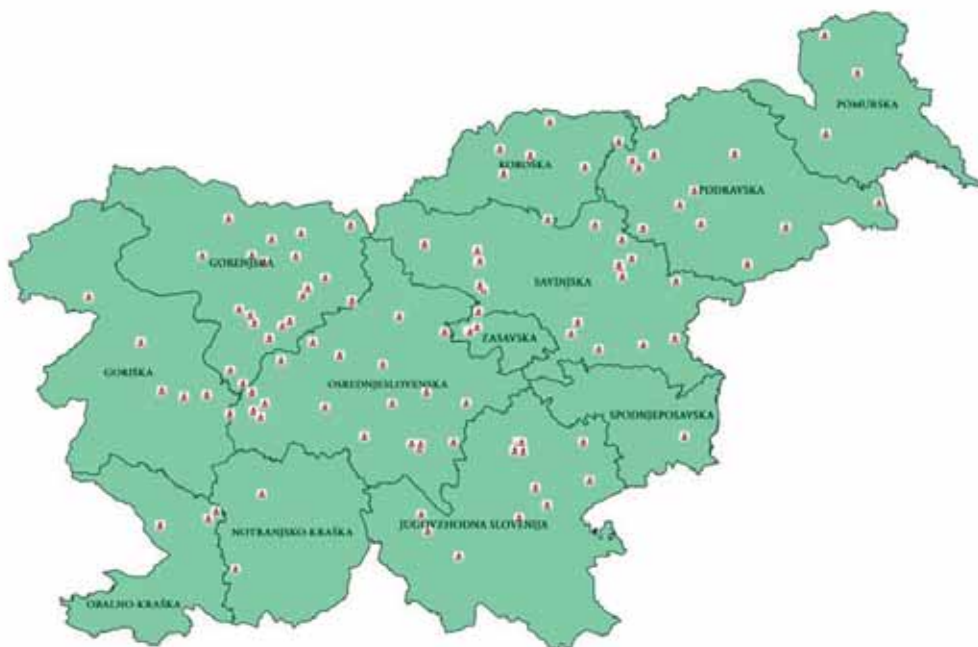 POMURSKA
KOROŠKA
PODRAVSKA
GORENJSKA
SAVINJSKA
ZASAVSKA
GORIŠKA
OSREDNJESLOVENSKA
SPODNJEPOSAVSKA
JUGOVZHODNA SLOVENIJA
NOTRANJSKO-KRAŠKA
OBALNO-KRAŠKA